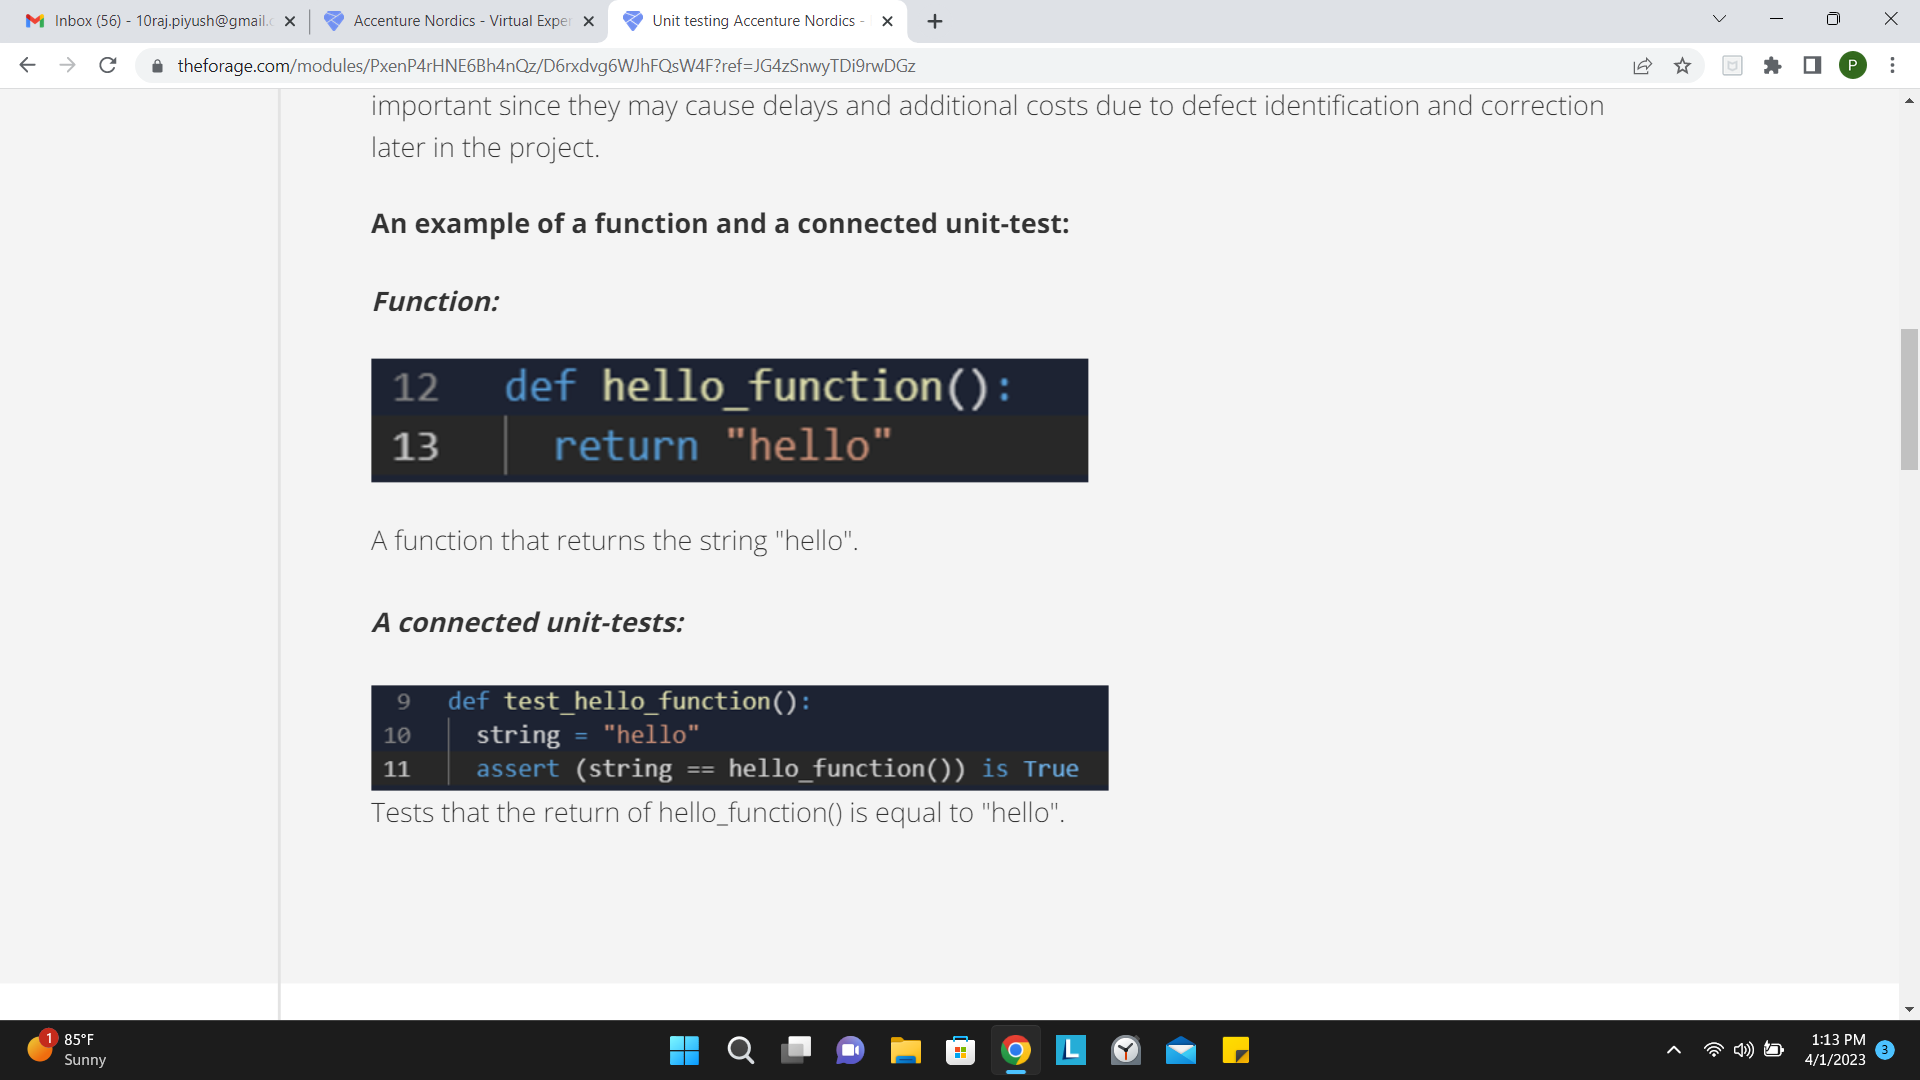 Inbox (56) - 10raj.piyush@gmail.c
Accenture Nordics - Virtual Exper
Unit testing Accenture Nordics -
theforage.com/modules/PxenP4rHNE6Bh4nQz/D6rxdvg6WJhFQsW4F?ref=JG4zSnwyTDi9rwDGz
P
important since they may cause delays and additional costs due to defect identification and correction
later in the project.
An example of a function and a connected unit-test:
Function:
12 def hello_function():
13 return "hello"
A function that returns the string "hello".
A connected unit-tests:
9 def test_hello_function():
10 string = "hello"
11 assert (string == hello_function()) is True
Tests that the return of hello_function() is equal to "hello".
1
85°F
Sunny
L
1:13 PM
4/1/2023
3